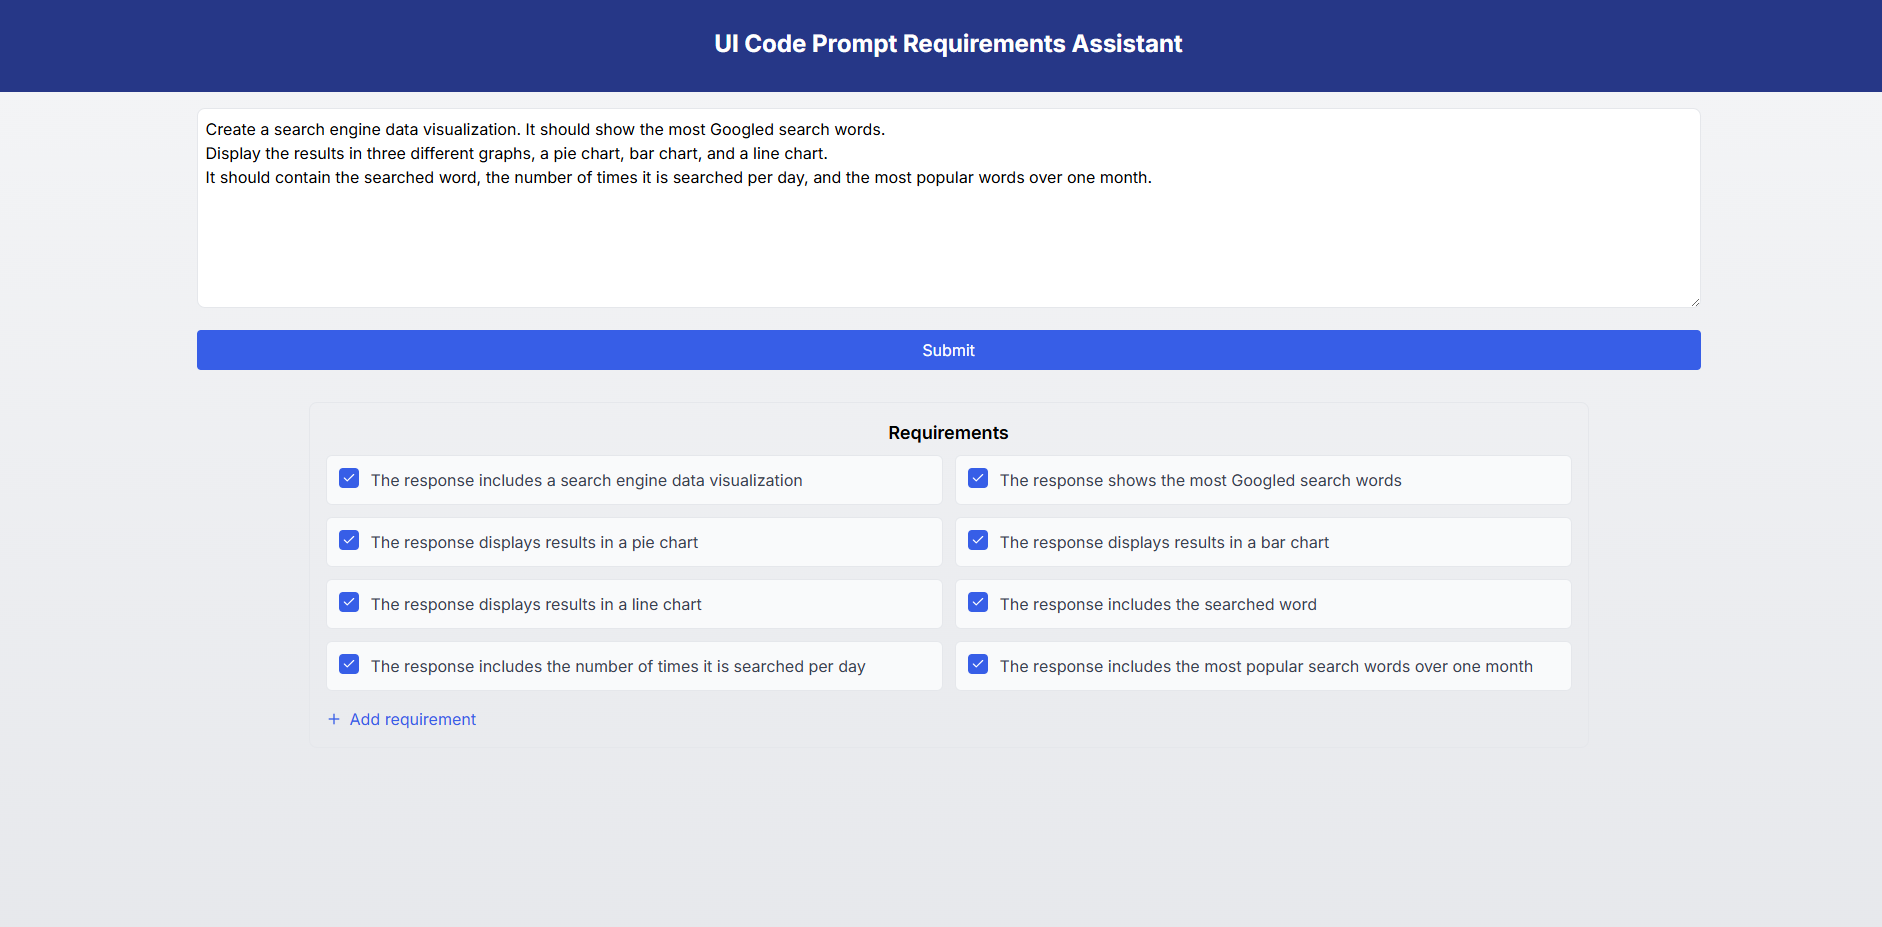 UI Code Prompt Requirements Assistant
Create a search engine data visualization. It should show the most Googled search words.
Display the results in three different graphs, a pie chart, bar chart, and a line chart.
It should contain the searched word, the number of times it is searched per day, and the most popular words over one month.
Submit
Requirements
The response includes a search engine data visualization
The response shows the most Googled search words
The response displays results in a pie chart
The response displays results in a bar chart
The response displays results in a line chart
The response includes the searched word
The response includes the number of times it is searched per day
The response includes the most popular search words over one month
+ Add requirement